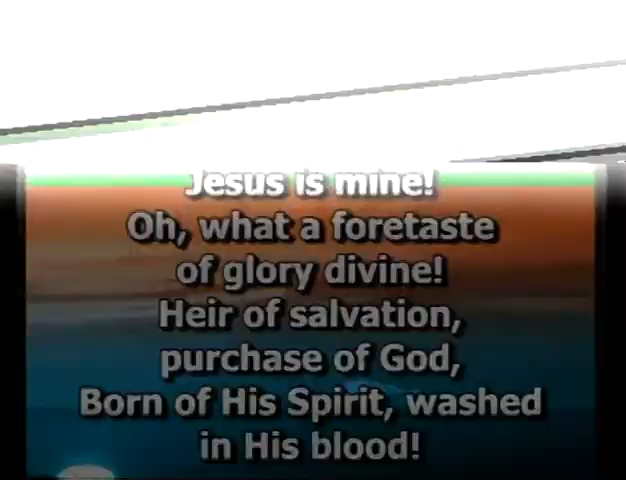 Jesus is mine!
Oh, what a foretaste
of glory divine!
Heir of salvation,
purchase of God,
Born of His Spirit, washed
in His blood!